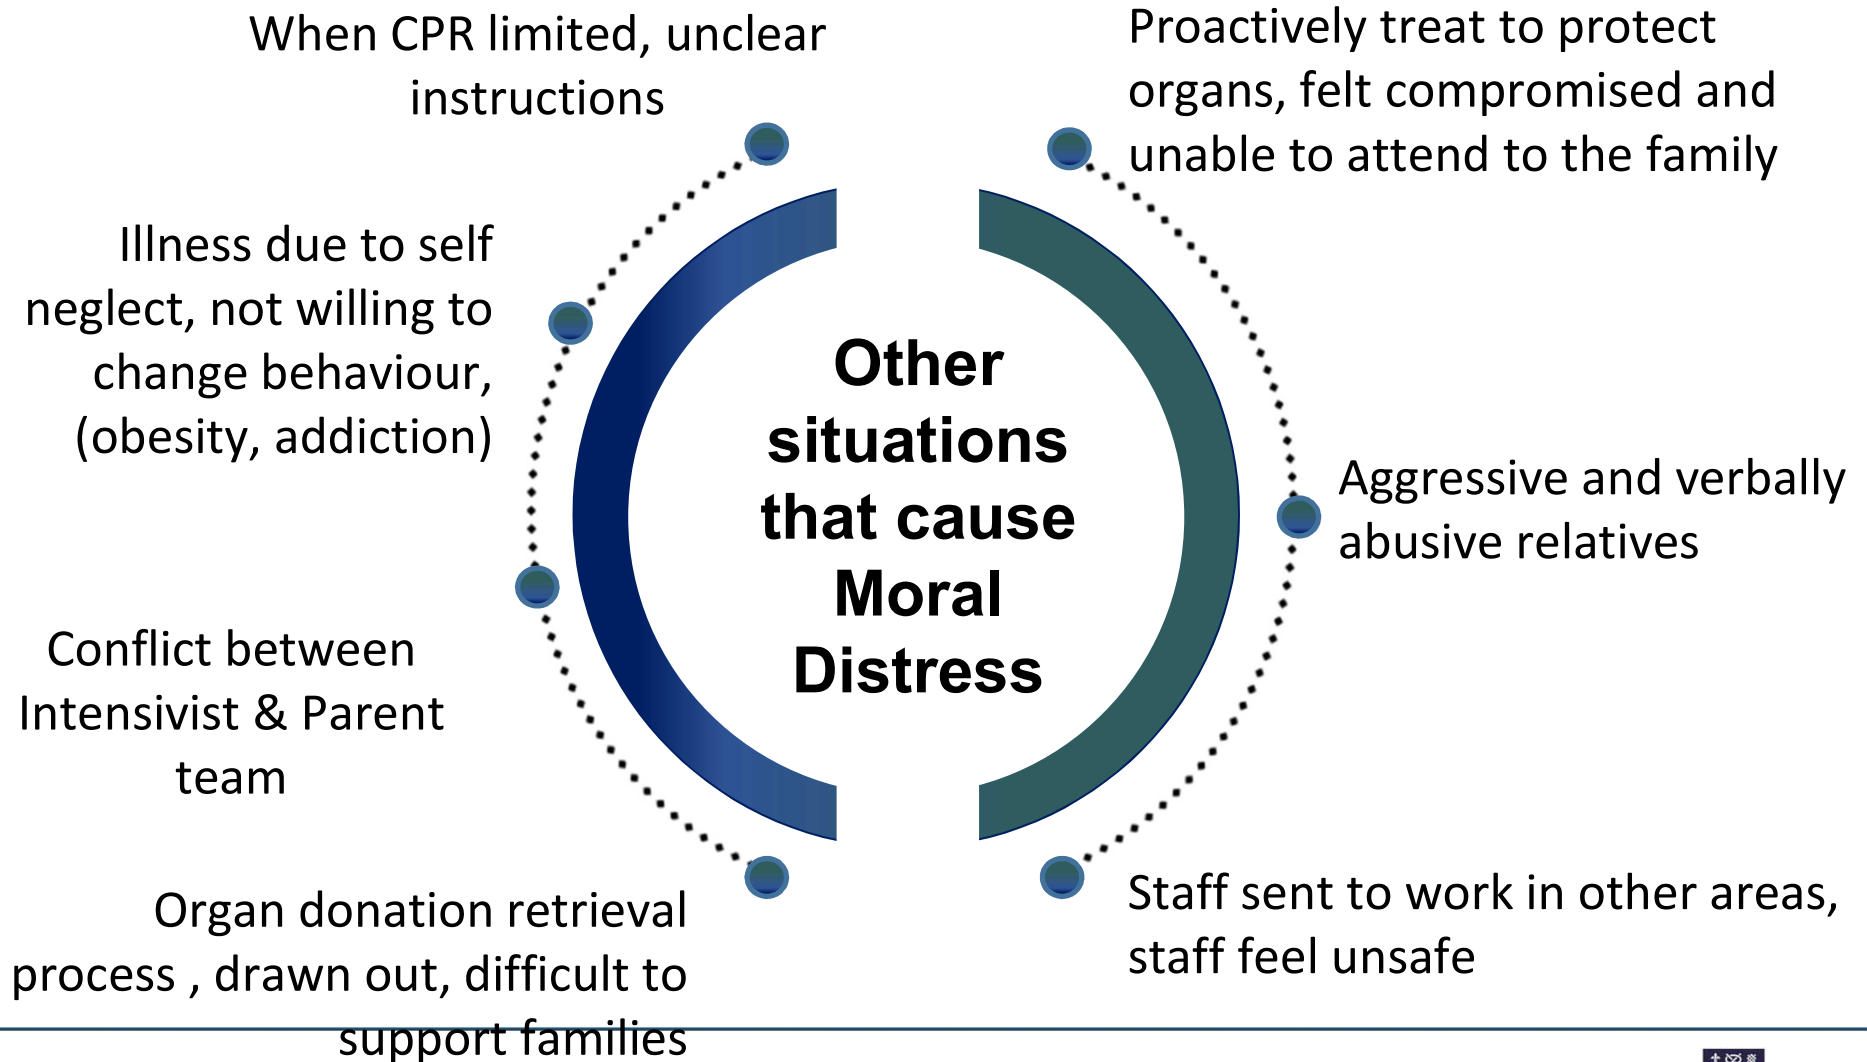 When CPR limited, unclear
instructions
Proactively treat to protect
organs, felt compromised and
unable to attend to the family
Illness due to self
neglect, not willing to
change behaviour,
(obesity, addiction)
Other
situations
that cause
Moral
Distress
Aggressive and verbally
abusive relatives
Conflict between
Intensivist & Parent
team
Organ donation retrieval
process , drawn out, difficult to
support families
Staff sent to work in other areas,
staff feel unsafe